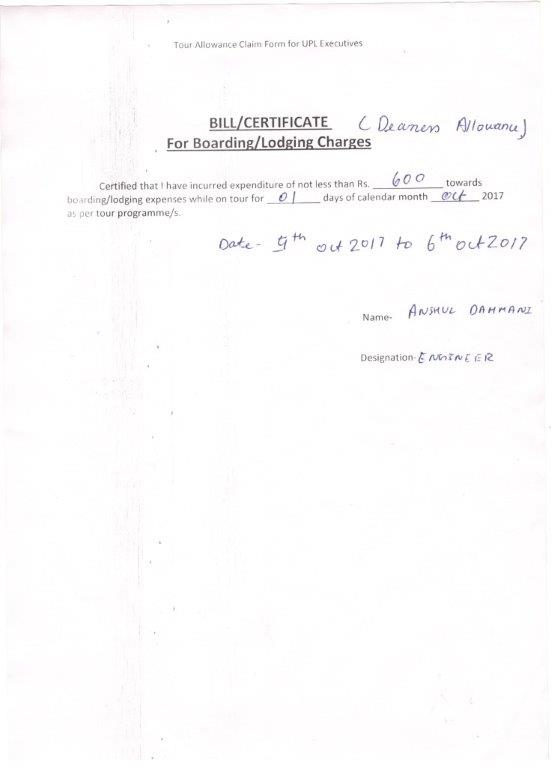 Tour Allowance Claim Form for UPL Executives
BILL/CERTIFICATE (Deaness Allowance)
For Boarding/Lodging Charges
Certified that I have incurred expenditure of not less than Rs. 600 towards
boarding/lodging expenses while on tour for 01 days of calendar month Oct 2017
as per tour programme/s.
Date- 5th oct 2017 to 6th oct 2017
Name- ANSHUL DAMMANI
Designation- ENGINEER